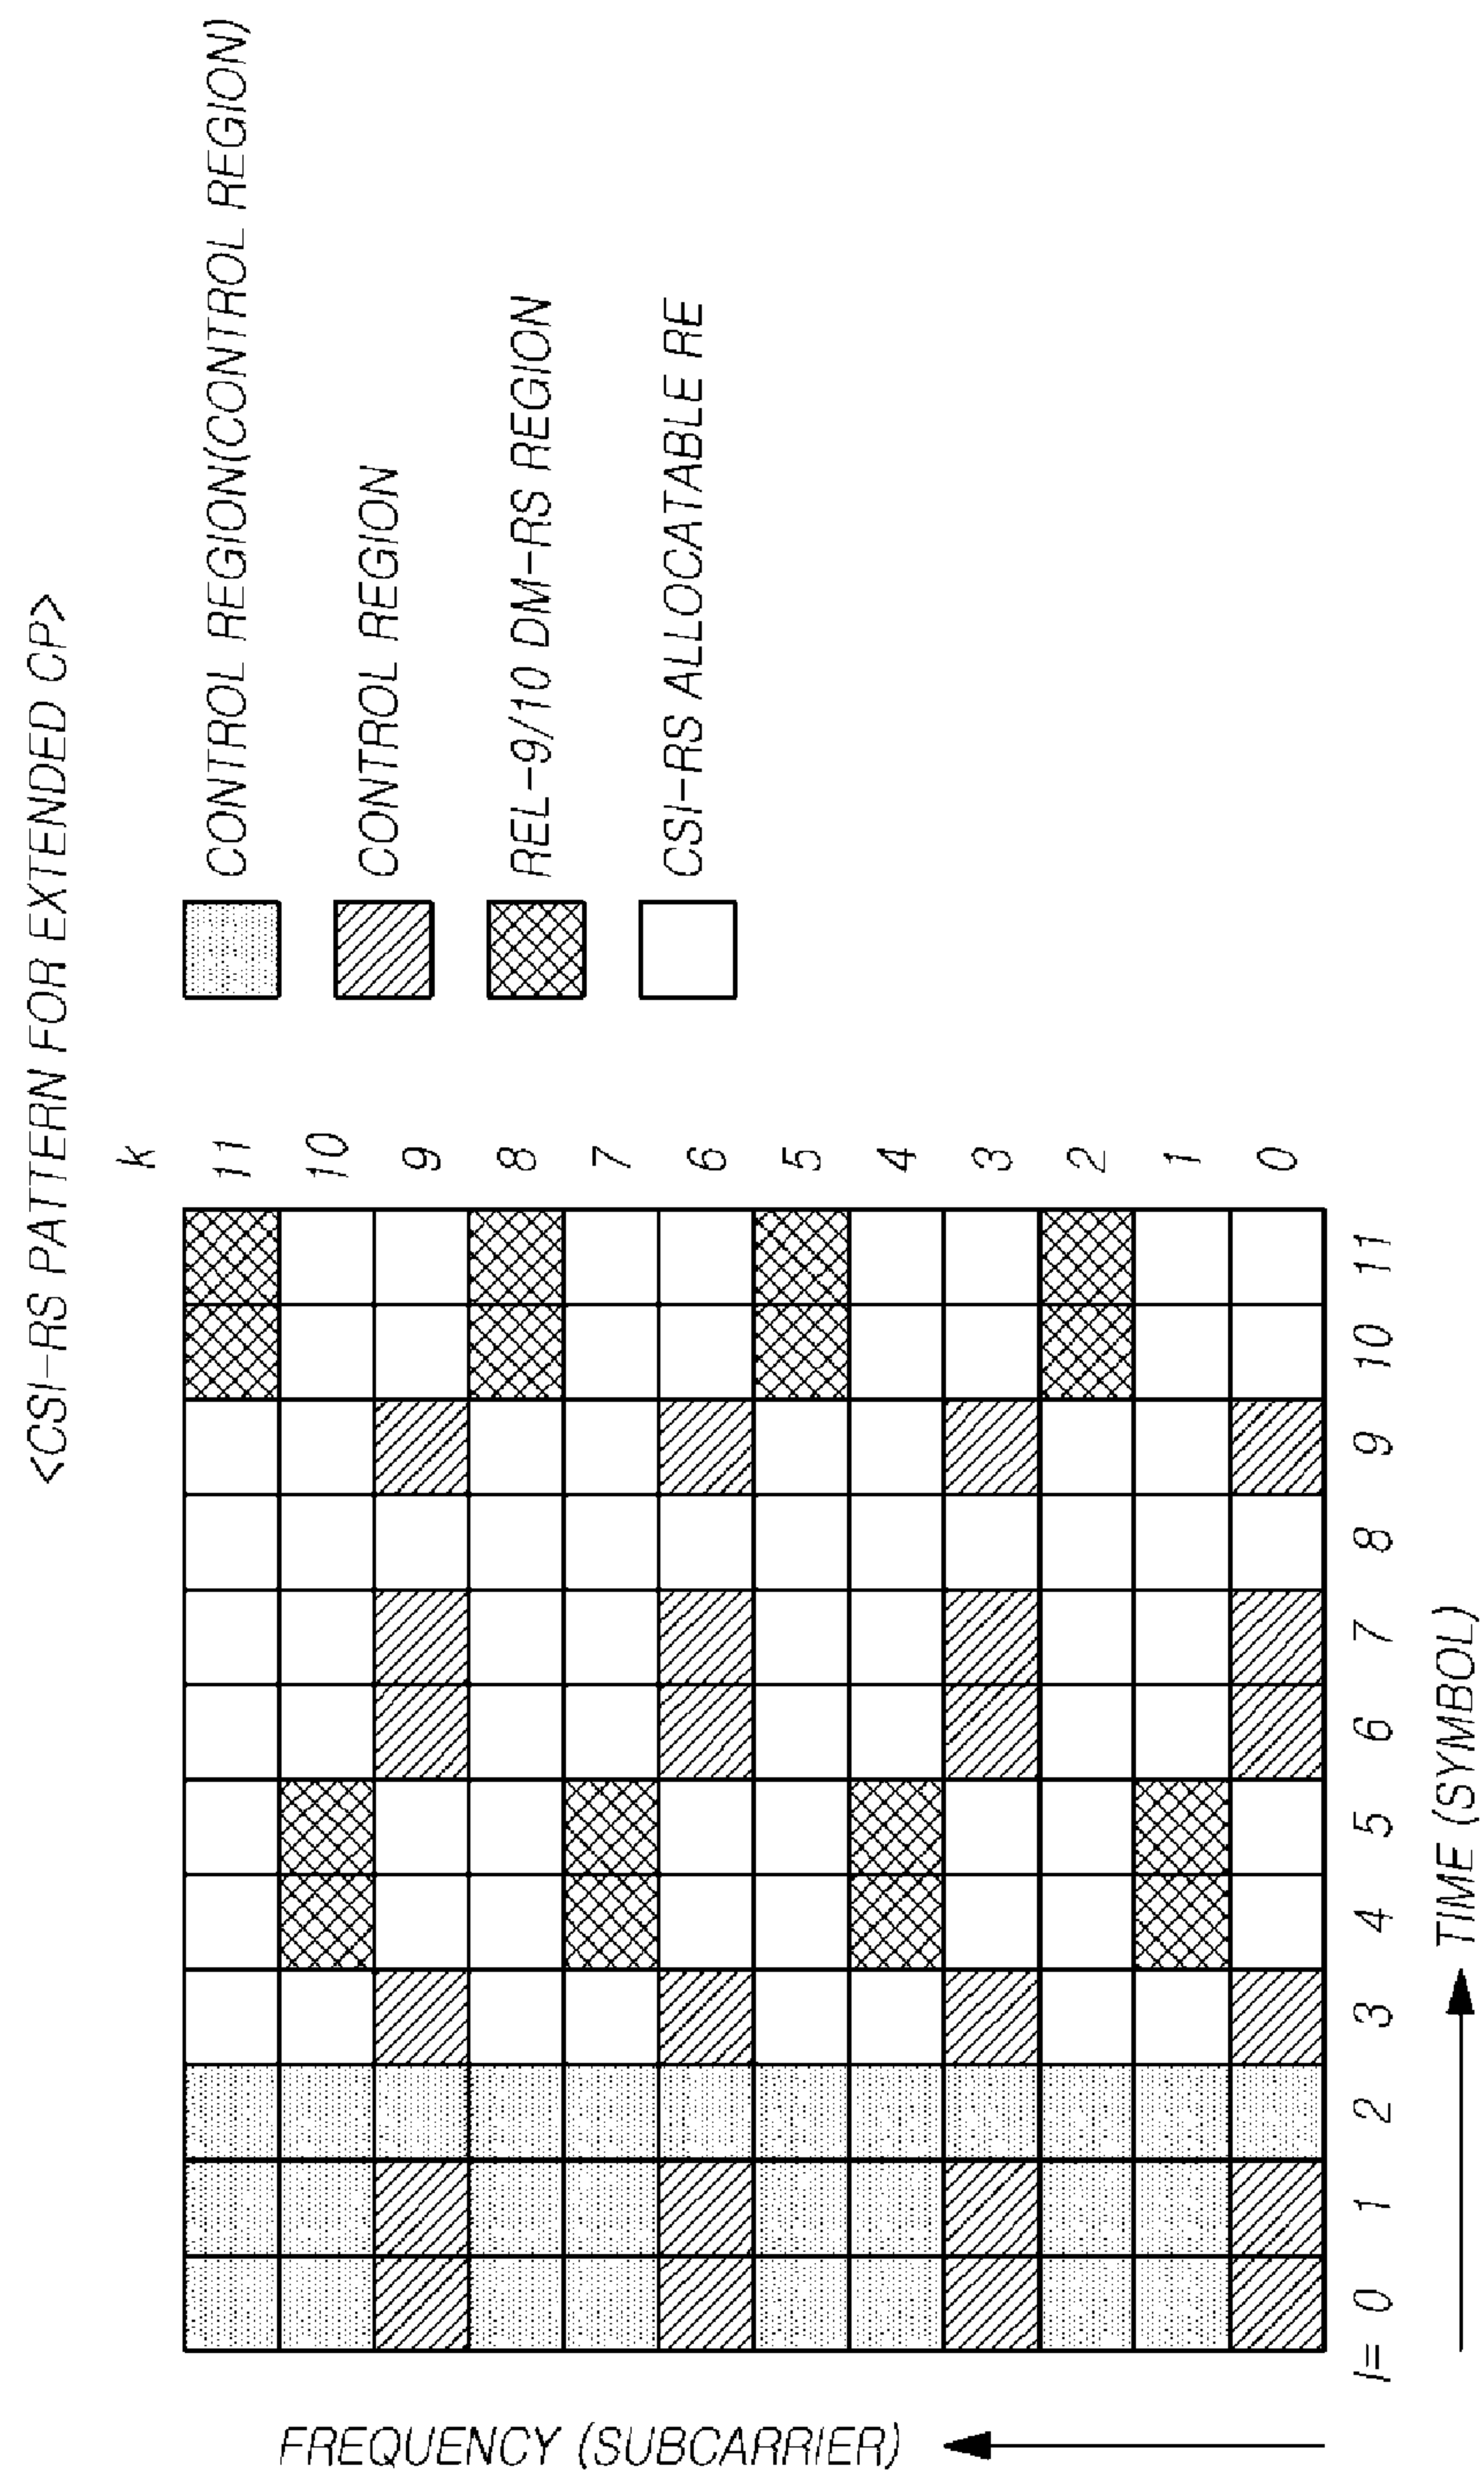 <CSI-RS PATTERN FOR EXTENDED CP>
k
11
10
9
8
7
6
5
4
3
2
1
0
l= 0 1 2 3 4 5 6 7 8 9 10 11
FREQUENCY (SUBCARRIER)
TIME (SYMBOL)
CONTROL REGION(CONTROL REGION)
CONTROL REGION
REL-9/10 DM-RS REGION
CSI-RS ALLOCATABLE RE